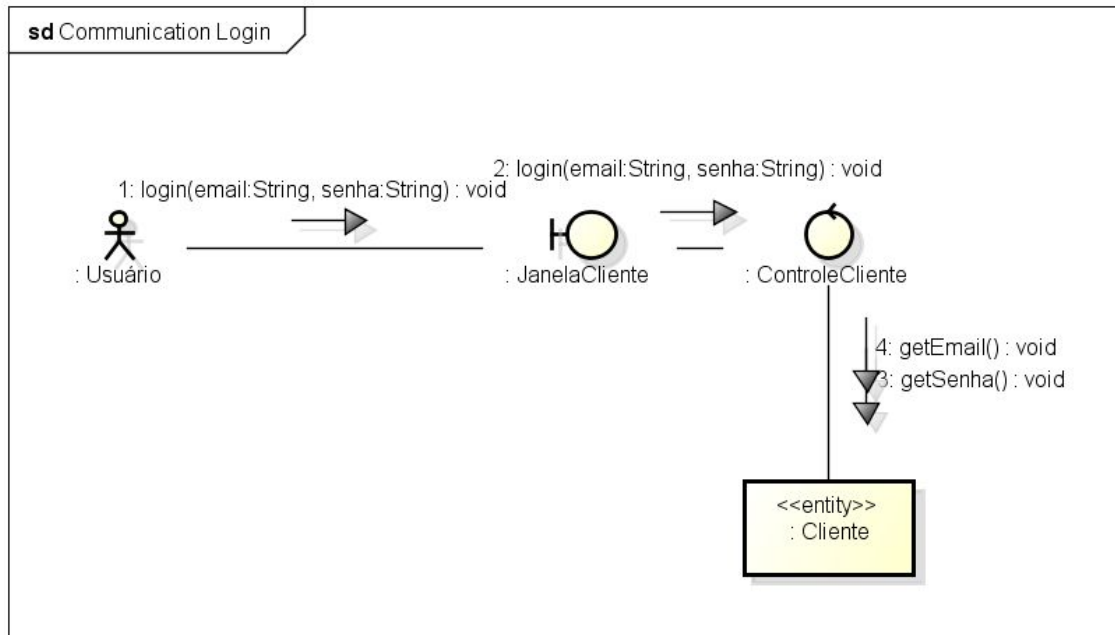 sd Communication Login
1: login(email:String, senha:String) : void
2: login(email:String, senha:String) : void
: Usuário
: JanelaCliente
: ControleCliente
4: getEmail() : void
3: getSenha() : void
<<entity>>
: Cliente